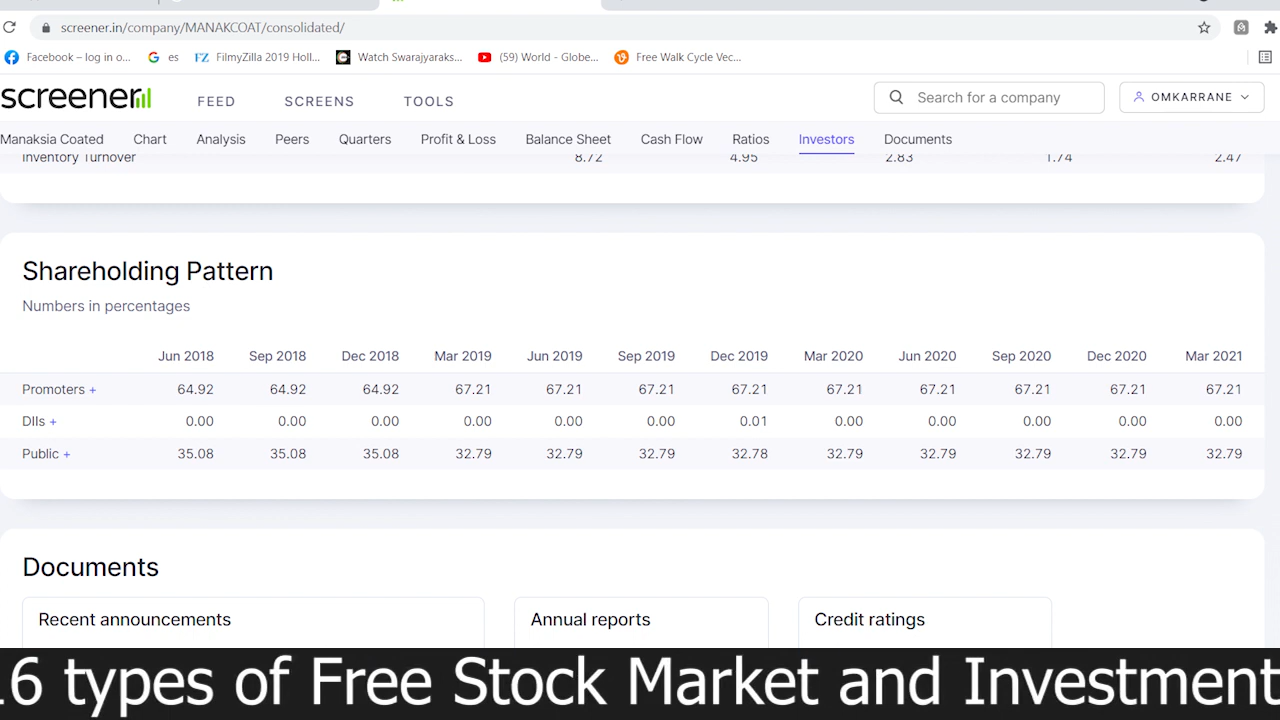 screener.in/company/MANAKCOAT/consolidated/
Facebook – log in o... es FilmyZilla 2019 Holl... Watch Swarajyaraks... (59) World - Globe... Free Walk Cycle Vec...
screener FEED SCREENS TOOLS Search for a company OMKARRANE
Manaksia Coated Chart Analysis Peers Quarters Profit & Loss Balance Sheet Cash Flow Ratios Investors Documents
Inventory Turnover 8.72 4.95 2.83 1.74 2.47
Shareholding Pattern
Numbers in percentages
Jun 2018 Sep 2018 Dec 2018 Mar 2019 Jun 2019 Sep 2019 Dec 2019 Mar 2020 Jun 2020 Sep 2020 Dec 2020 Mar 2021
Promoters + 64.92 64.92 64.92 67.21 67.21 67.21 67.21 67.21 67.21 67.21 67.21 67.21
DIIs + 0.00 0.00 0.00 0.00 0.00 0.00 0.01 0.00 0.00 0.00 0.00 0.00
Public + 35.08 35.08 35.08 32.79 32.79 32.79 32.78 32.79 32.79 32.79 32.79 32.79
Documents
Recent announcements Annual reports Credit ratings
16 types of Free Stock Market and Investment